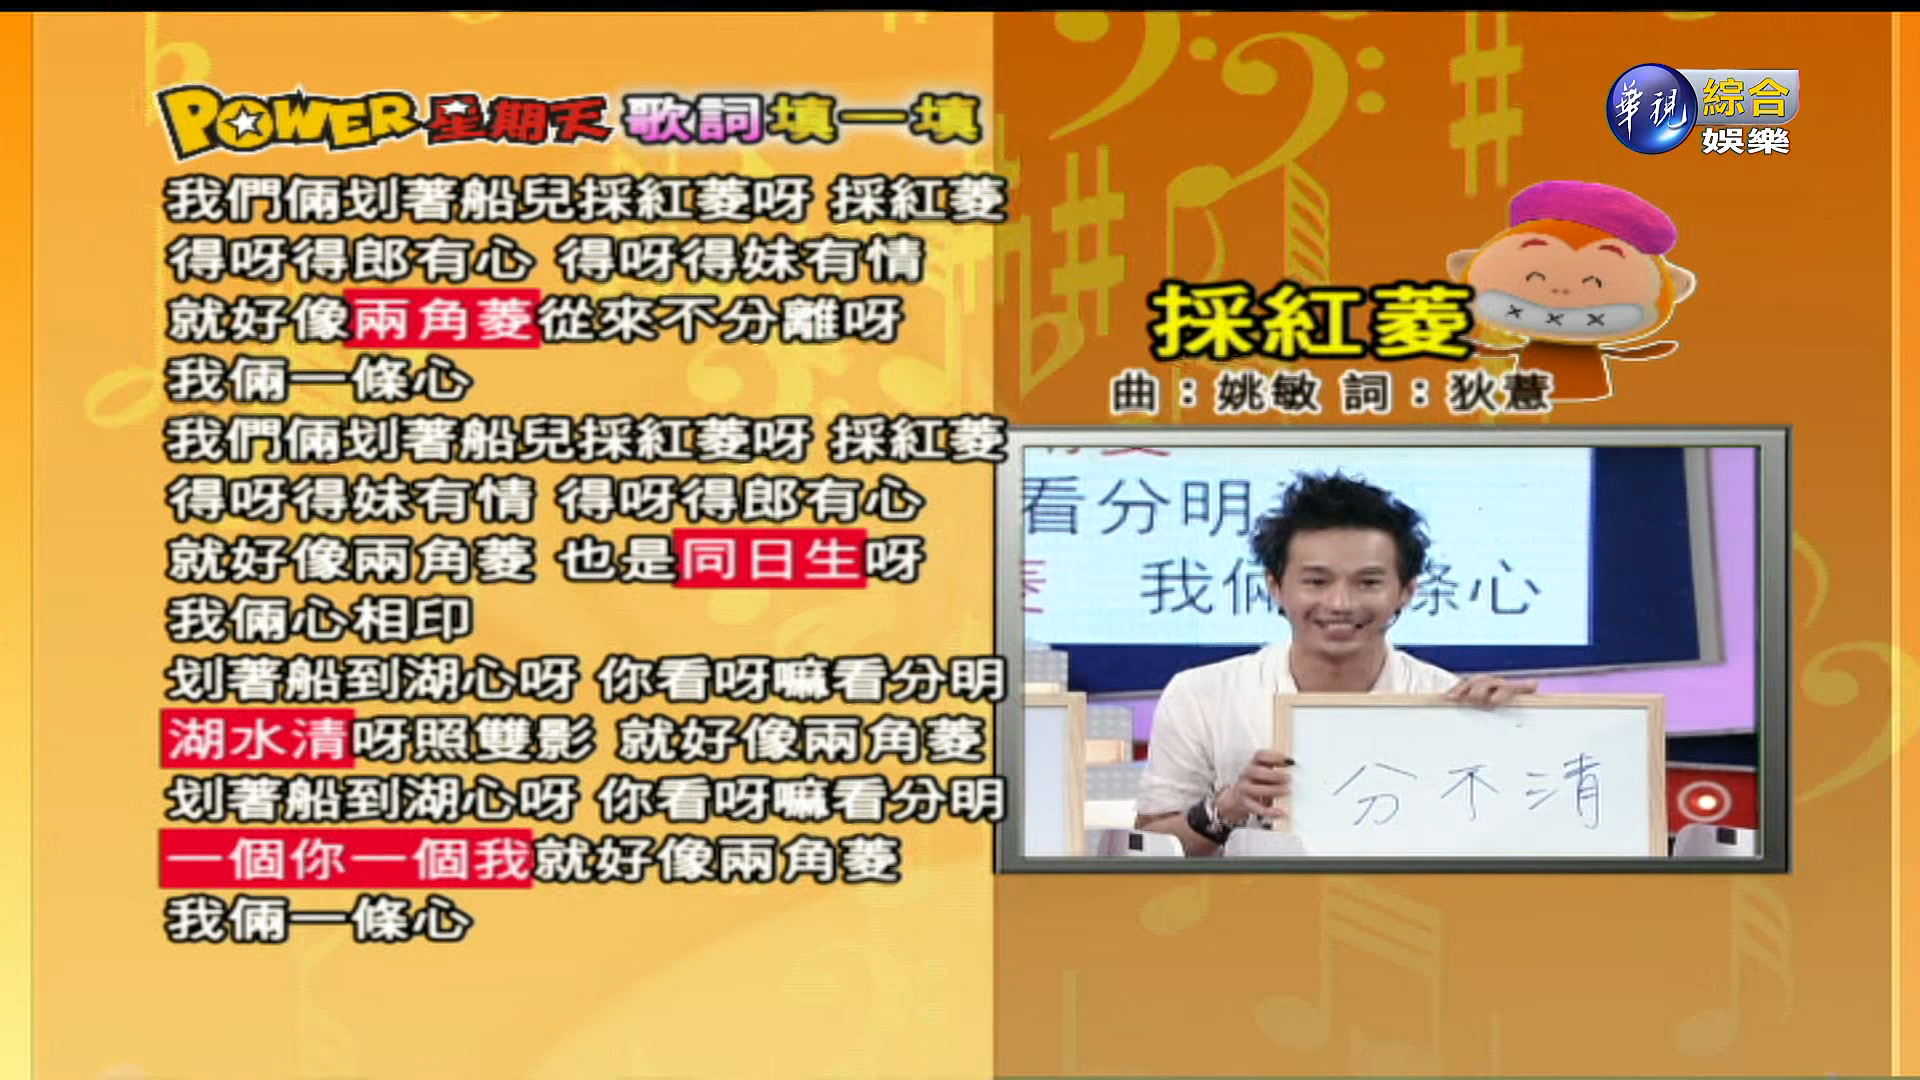 POWER星期天 歌詞填一填
我們倆划著船兒採紅菱呀 採紅菱
得呀得郎有心 得呀得妹有情
就好像兩角菱從來不分離呀
我倆一條心
我們倆划著船兒採紅菱呀 採紅菱
得呀得妹有情 得呀得郎有心
就好像兩角菱 也是同日生呀
我倆心相印
划著船到湖心呀 你看呀嘛看分明
湖水清呀照雙影 就好像兩角菱
划著船到湖心呀 你看呀嘛看分明
一個你一個我就好像兩角菱
我倆一條心
華視 綜合
娛樂
採紅菱
曲：姚敏 詞：狄薏
看分明
我倆 條心
分不清